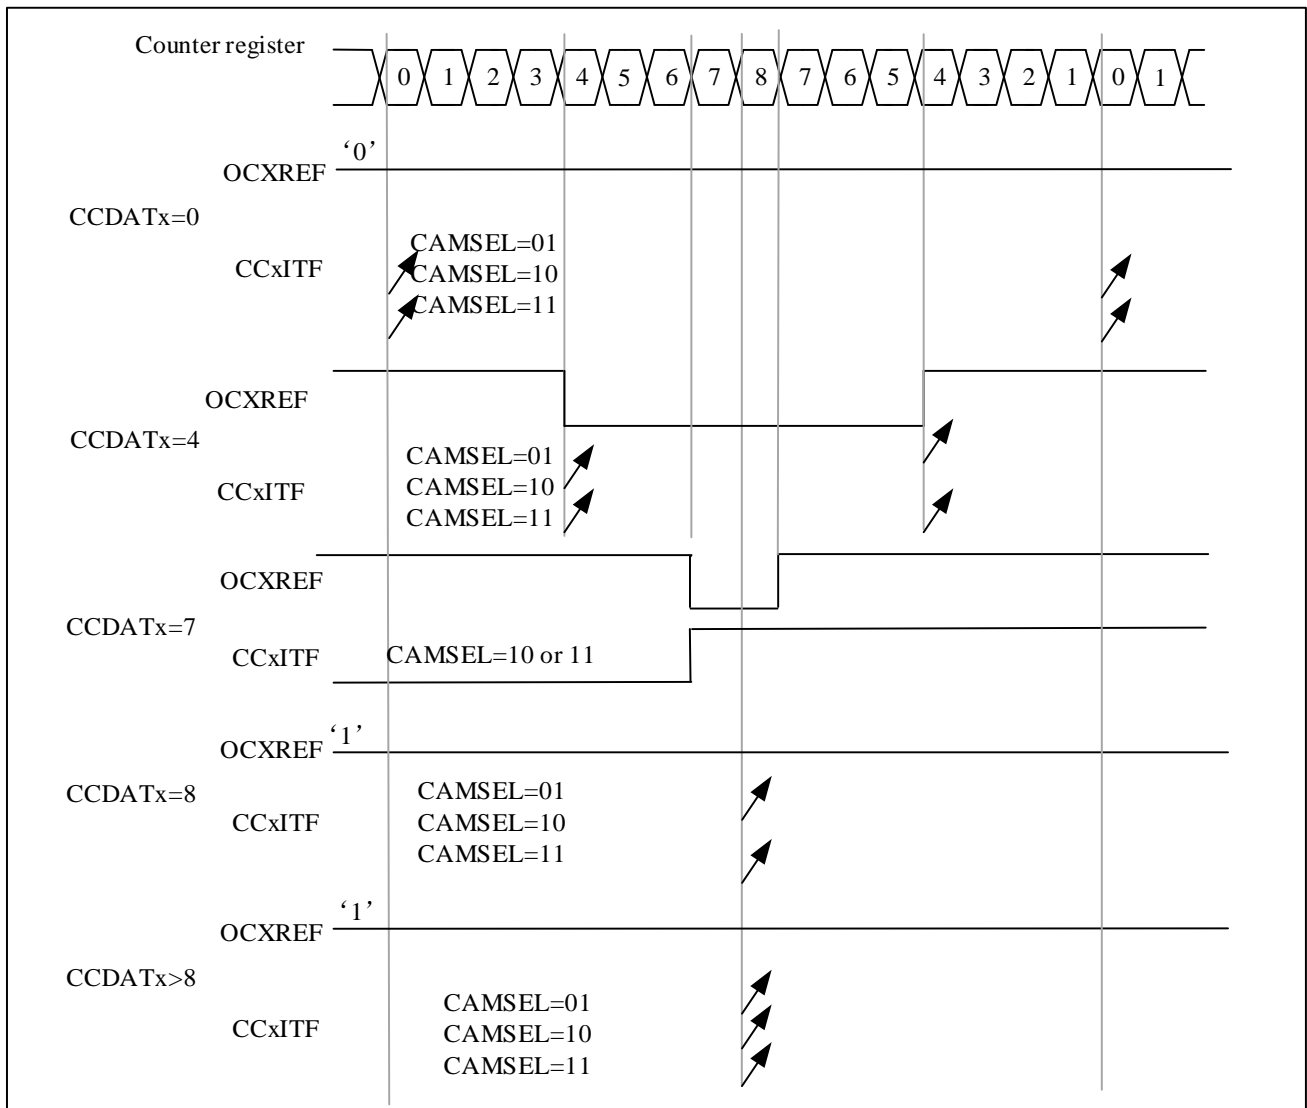 Counter register
0 1 2 3 4 5 6 7 8 7 6 5 4 3 2 1 0 1
‘0’
OCXREF
CCDATx=0
CCxITF
CAMSEL=01
CAMSEL=10
CAMSEL=11
OCXREF
CCDATx=4
CCxITF
CAMSEL=01
CAMSEL=10
CAMSEL=11
OCXREF
CCDATx=7
CCxITF
CAMSEL=10 or 11
‘1’
OCXREF
CCDATx=8
CCxITF
CAMSEL=01
CAMSEL=10
CAMSEL=11
‘1’
OCXREF
CCDATx>8
CCxITF
CAMSEL=01
CAMSEL=10
CAMSEL=11